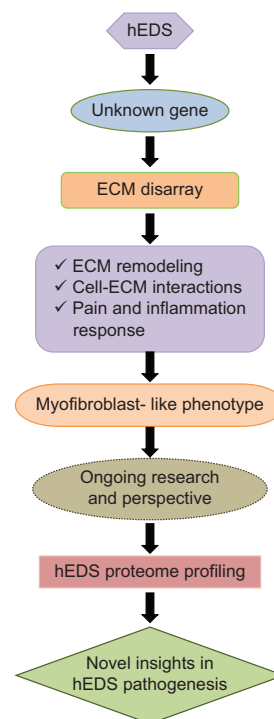 hEDS
Unknown gene
ECM disarray
✓ ECM remodeling
✓ Cell-ECM interactions
✓ Pain and inflammation
response
Myofibroblast- like phenotype
Ongoing research
and perspective
hEDS proteome profiling
Novel insights in
hEDS pathogenesis